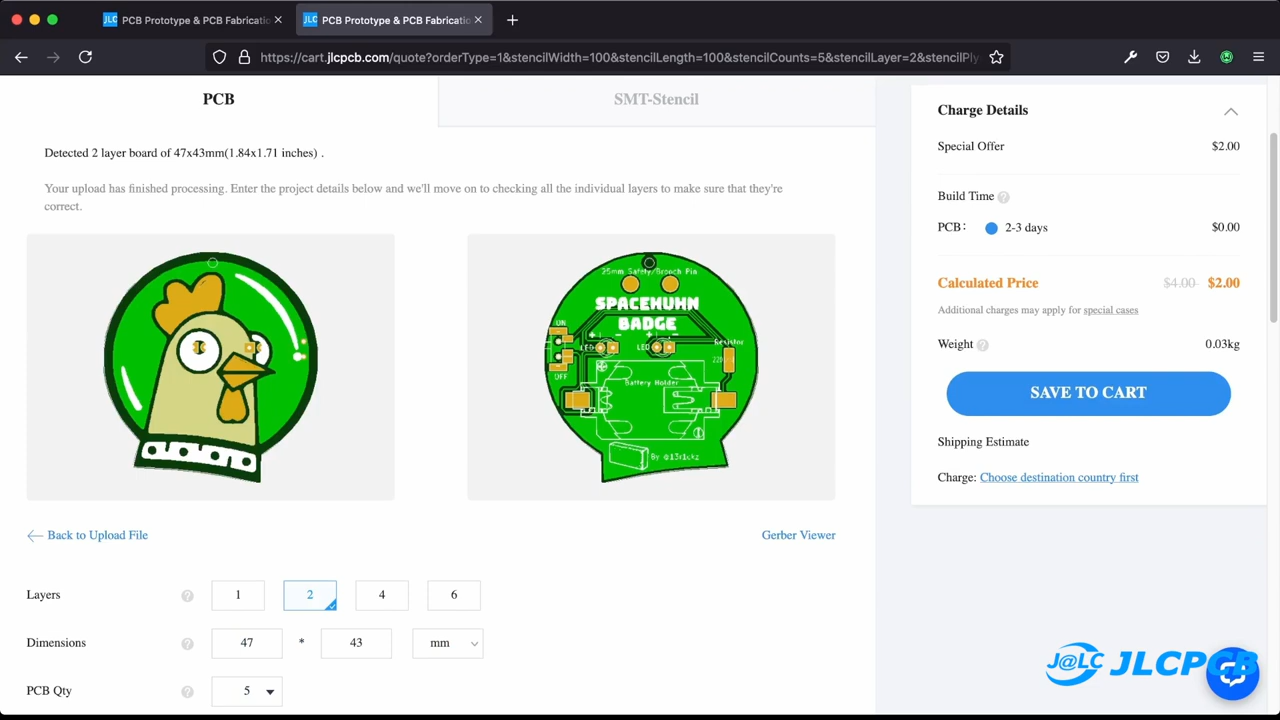 JLC PCB Prototype & PCB Fabricatio
JLC PCB Prototype & PCB Fabricatio
https://cart.jlcpcb.com/quote?orderType=1&stencilWidth=100&stencilLength=100&stencilCounts=5&stencilLayer=2&stencilPly
PCB
SMT-Stencil
Detected 2 layer board of 47x43mm(1.84x1.71 inches) .
Your upload has finished processing. Enter the project details below and we'll move on to checking all the individual layers to make sure that they're
correct.
25mm Safety/Brooch Pin
SPACEHUHN
BADGE
ON
LED
LED
Resistor
OFF
Battery Holder
By @13r1ckz
Back to Upload File
Gerber Viewer
Layers ? 1 2 4 6
Dimensions ? 47 * 43 mm
PCB Qty ? 5
Charge Details
Special Offer $2.00
Build Time ?
PCB: 2-3 days $0.00
Calculated Price $4.00 $2.00
Additional charges may apply for special cases
Weight ? 0.03kg
SAVE TO CART
Shipping Estimate
Charge: Choose destination country first
J@LC JLCPCB